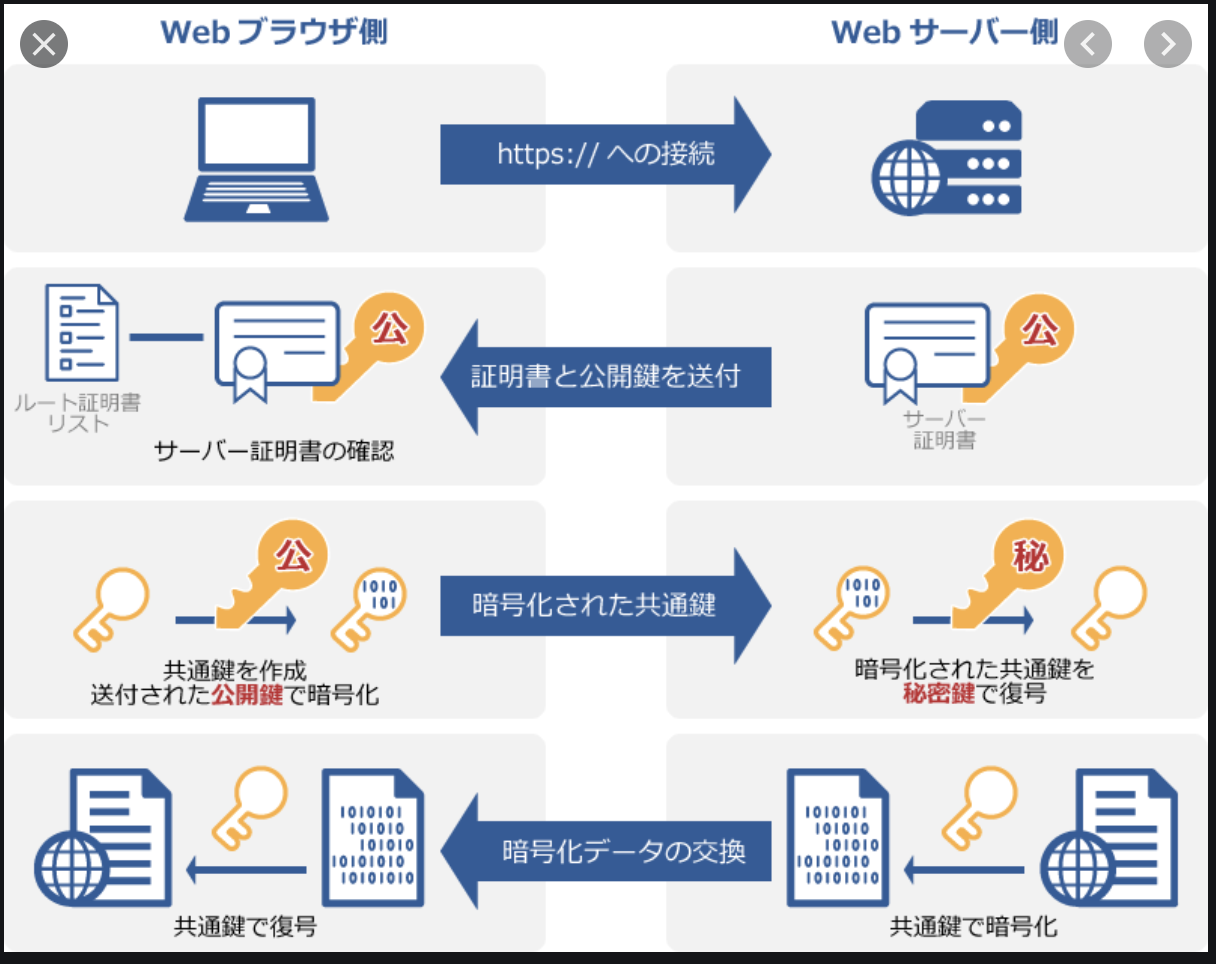 Webブラウザ側
Web サーバー側
https:// への接続
公
ルート証明書
リスト
サーバー証明書の確認
証明書と公開鍵を送付
公
サーバー
証明書
公
1010
101
共通鍵を作成
送付された公開鍵で暗号化
暗号化された共通鍵
1010
101
秘
暗号化された共通鍵を
秘密鍵で復号
1010101
101010
101010
10101010
10101010
共通鍵で復号
暗号化データの交換
1010101
101010
101010
10101010
10101010
共通鍵で暗号化